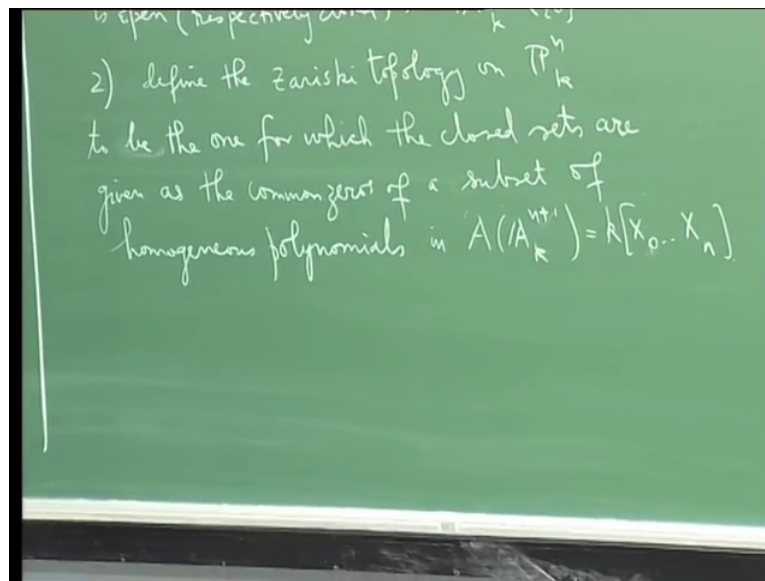 is open (respectively
2) define the Zariski topology on ℙⁿₖ
to be the one for which the closed sets are
given as the common zeros of a subset of
homogeneous polynomials in A(𝔸ⁿ⁺¹ₖ) = k[X₀..Xₙ].